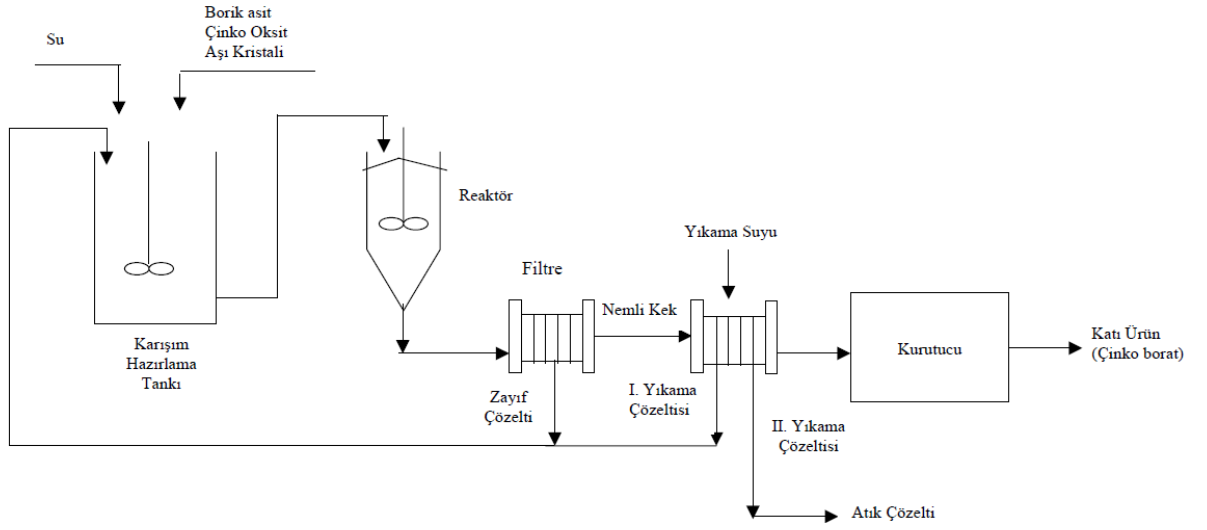 Su
Borik asit
Çinko Oksit
Aşı Kristali
Karışım
Hazırlama
Tankı
Reaktör
Filtre
Nemli Kek
Yıkama Suyu
Zayıf
Çözelti
I. Yıkama
Çözeltisi
II. Yıkama
Çözeltisi
Kurutucu
Katı Ürün
(Çinko borat)
Atık Çözelti